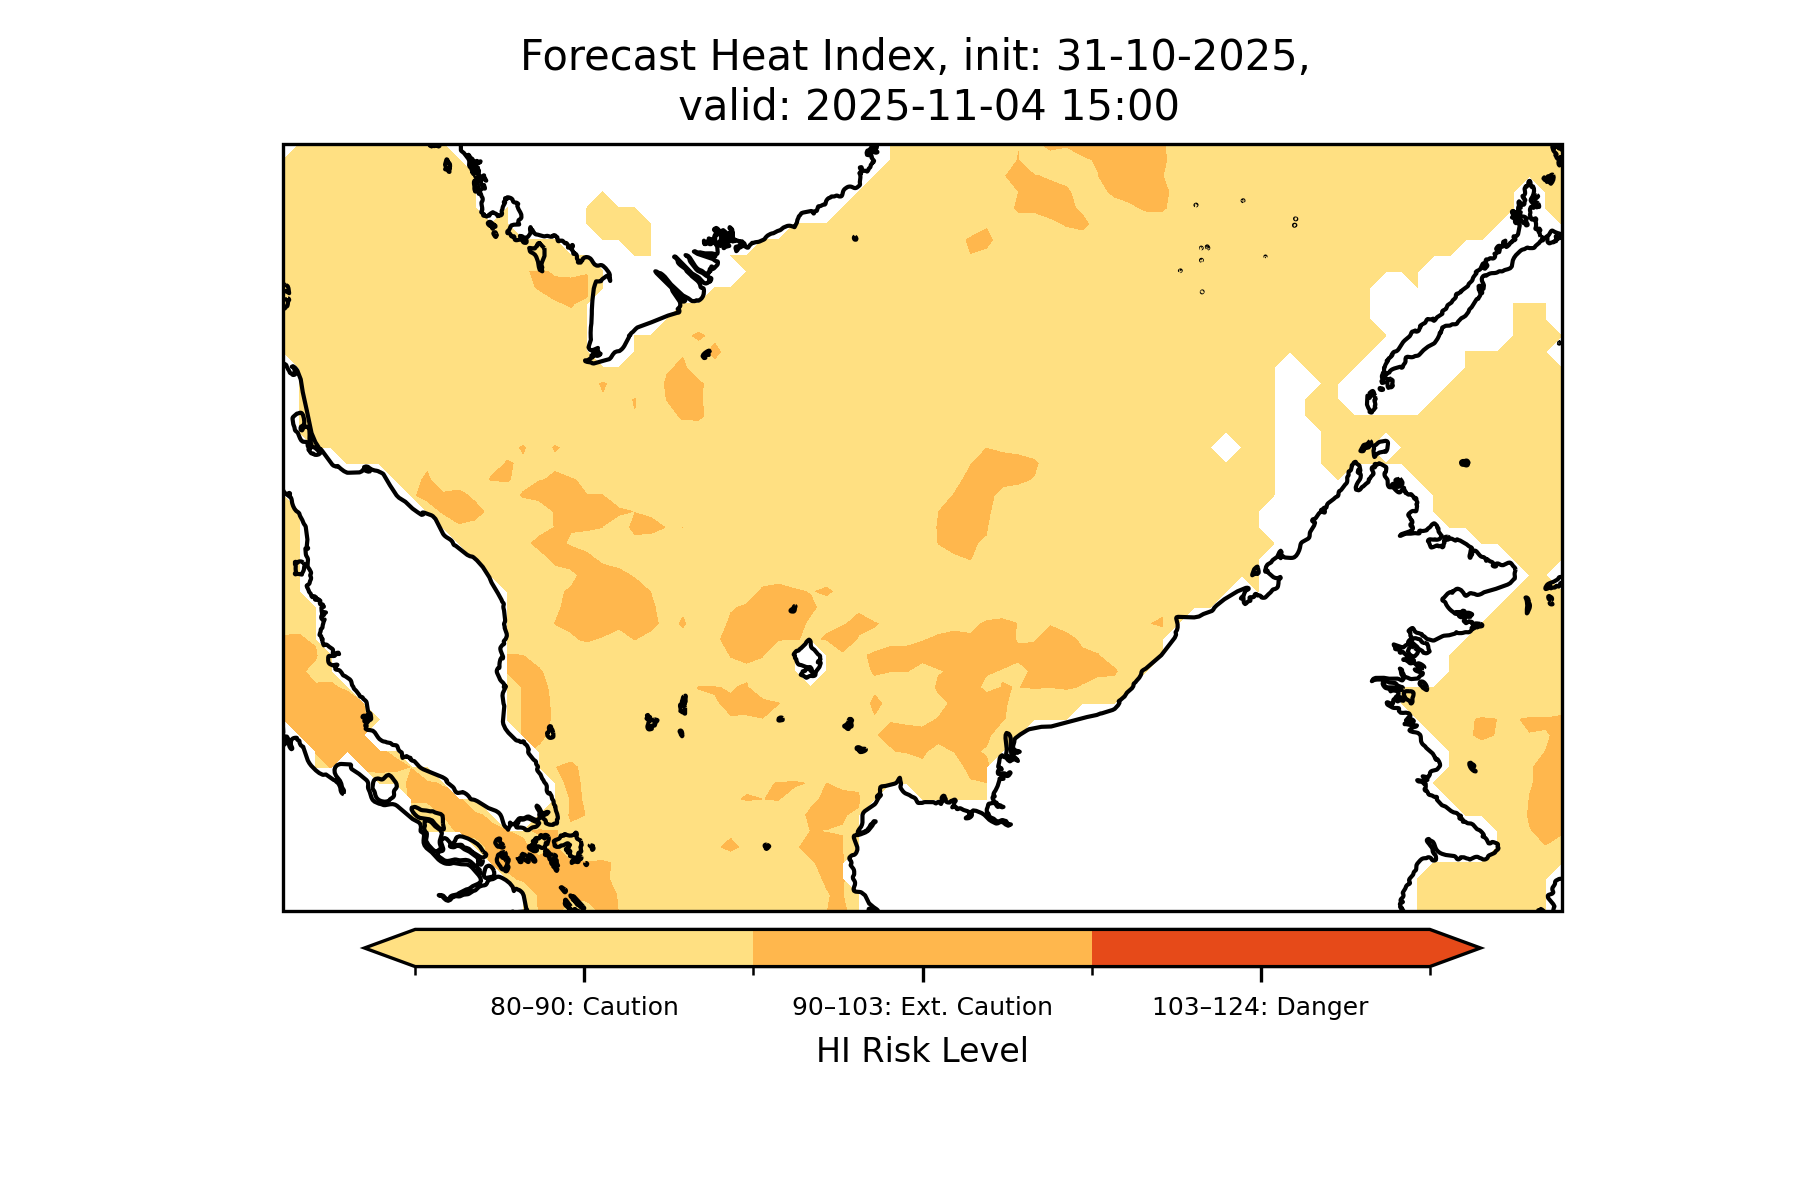 Forecast Heat Index, init: 31-10-2025,
valid: 2025-11-04 15:00
80–90: Caution
90–103: Ext. Caution
103–124: Danger
HI Risk Level